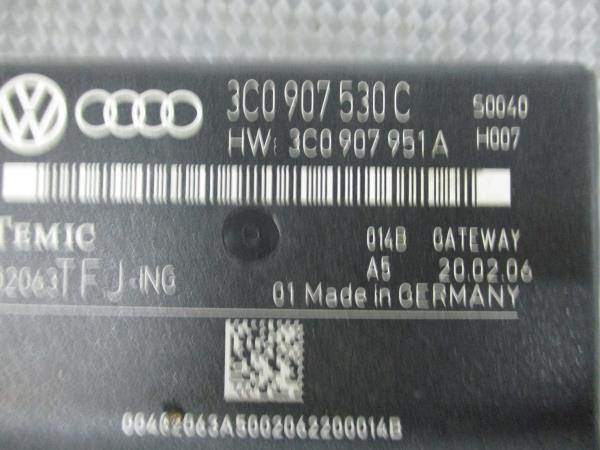 3C0 907 530 C
S0040
HW: 3C0 907 951 A
H007
TEMIC
014B GATEWAY
02063TFJ-ING
A5 20.02.06
01 Made in GERMANY
00402063A5002062200014B